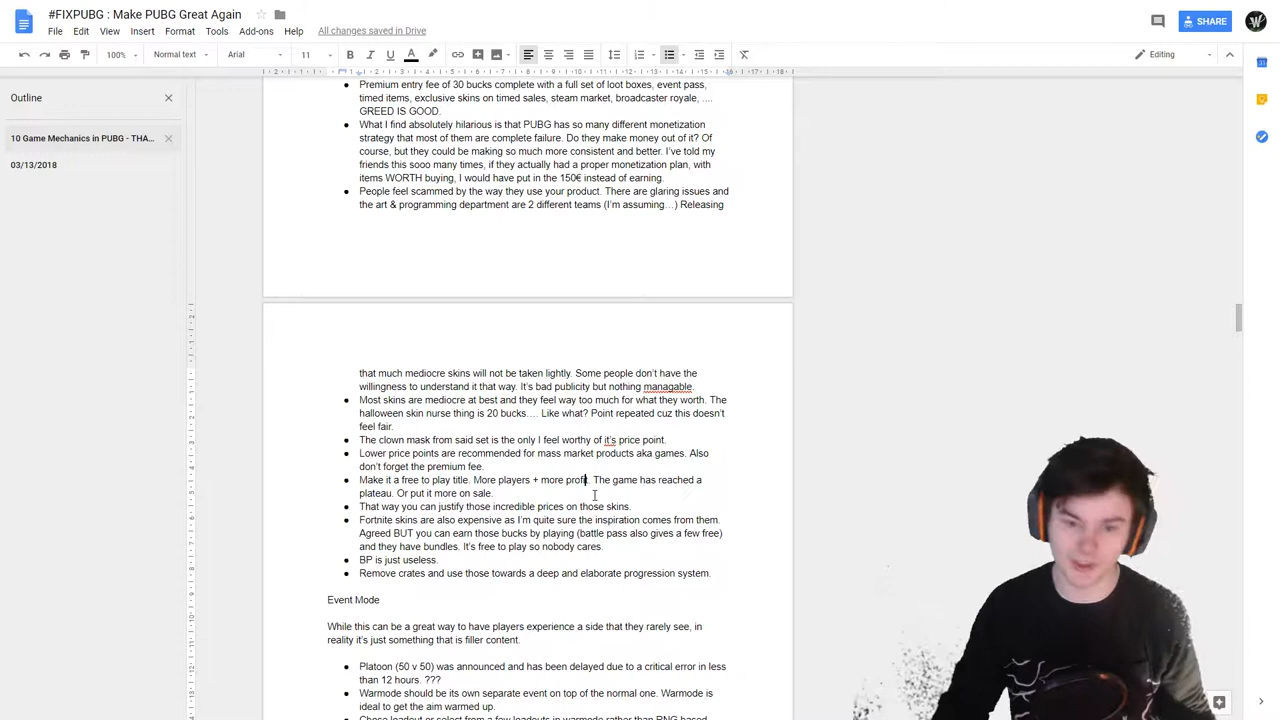 #FIXPUBG : Make PUBG Great Again
File Edit View Insert Format Tools Add-ons Help All changes saved in Drive
SHARE
100% Normal text Arial 11 Editing
Outline
10 Game Mechanics in PUBG - THA...
03/13/2018
Premium entry fee of 30 bucks complete with a full set of loot boxes, event pass,
timed items, exclusive skins on timed sales, steam market, broadcaster royale, ....
GREED IS GOOD.
What I find absolutely hilarious is that PUBG has so many different monetization
strategy that most of them are complete failure. Do they make money out of it? Of
course, but they could be making so much more consistent and better. I've told my
friends this sooo many times, if they actually had a proper monetization plan, with
items WORTH buying, I would have put in the 150€ instead of earning.
People feel scammed by the way they use your product. There are glaring issues and
the art & programming department are 2 different teams (I'm assuming…) Releasing
that much mediocre skins will not be taken lightly. Some people don't have the
willingness to understand it that way. It's bad publicity but nothing managable.
Most skins are mediocre at best and they feel way too much for what they worth. The
halloween skin nurse thing is 20 bucks…. Like what? Point repeated cuz this doesn't
feel fair.
The clown mask from said set is the only I feel worthy of it's price point.
Lower price points are recommended for mass market products aka games. Also
don't forget the premium fee.
Make it a free to play title. More players + more profit. The game has reached a
plateau. Or put it more on sale.
That way you can justify those incredible prices on those skins.
Fortnite skins are also expensive as I'm quite sure the inspiration comes from them.
Agreed BUT you can earn those bucks by playing (battle pass also gives a few free)
and they have bundles. It's free to play so nobody cares.
BP is just useless.
Remove crates and use those towards a deep and elaborate progression system.
Event Mode
While this can be a great way to have players experience a side that they rarely see, in
reality it's just something that is filler content.
Platoon (50 v 50) was announced and has been delayed due to a critical error in less
than 12 hours. ???
Warmode should be its own separate event on top of the normal one. Warmode is
ideal to get the aim warmed up.
Chose loadout or select from a few loadouts in warmode rather than RNG based